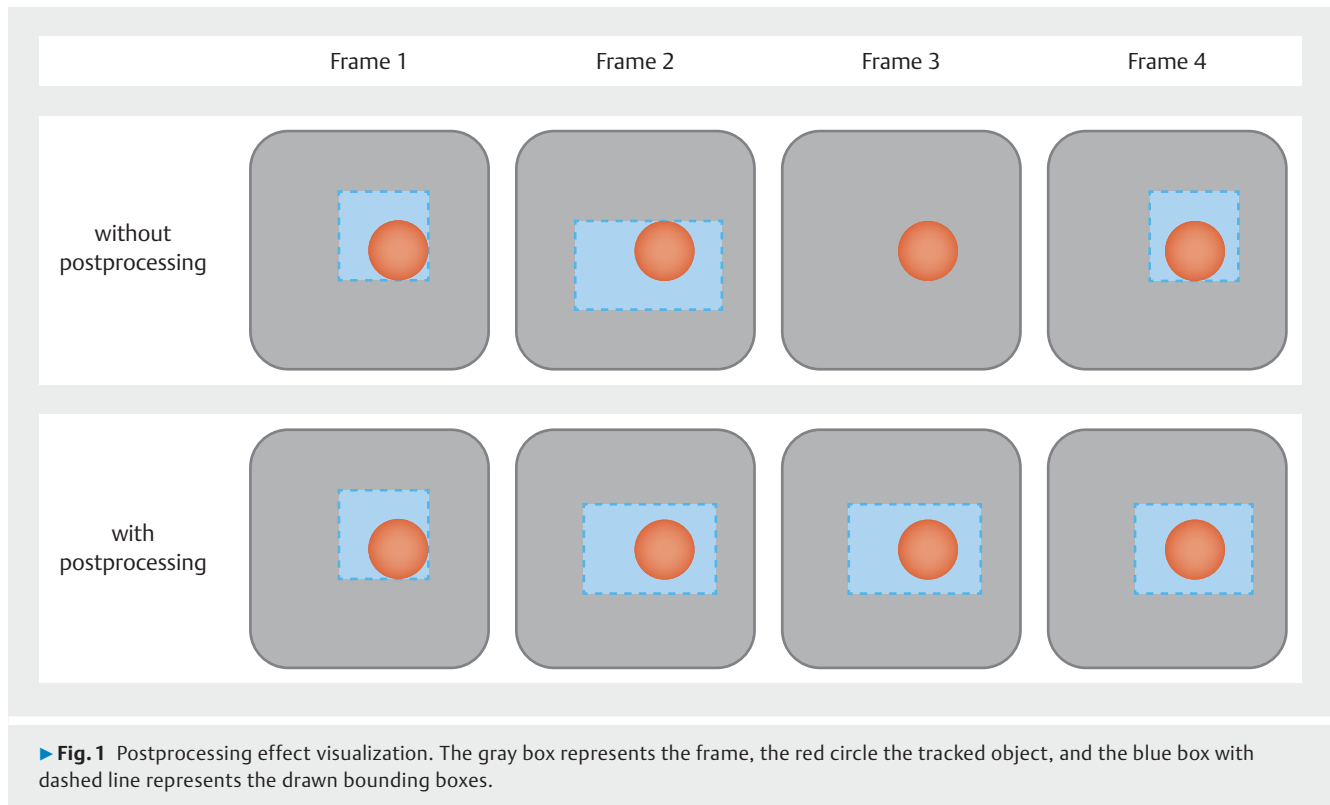 Frame 1 Frame 2 Frame 3 Frame 4
without
postprocessing
with
postprocessing
▶ Fig. 1 Postprocessing effect visualization. The gray box represents the frame, the red circle the tracked object, and the blue box with
dashed line represents the drawn bounding boxes.